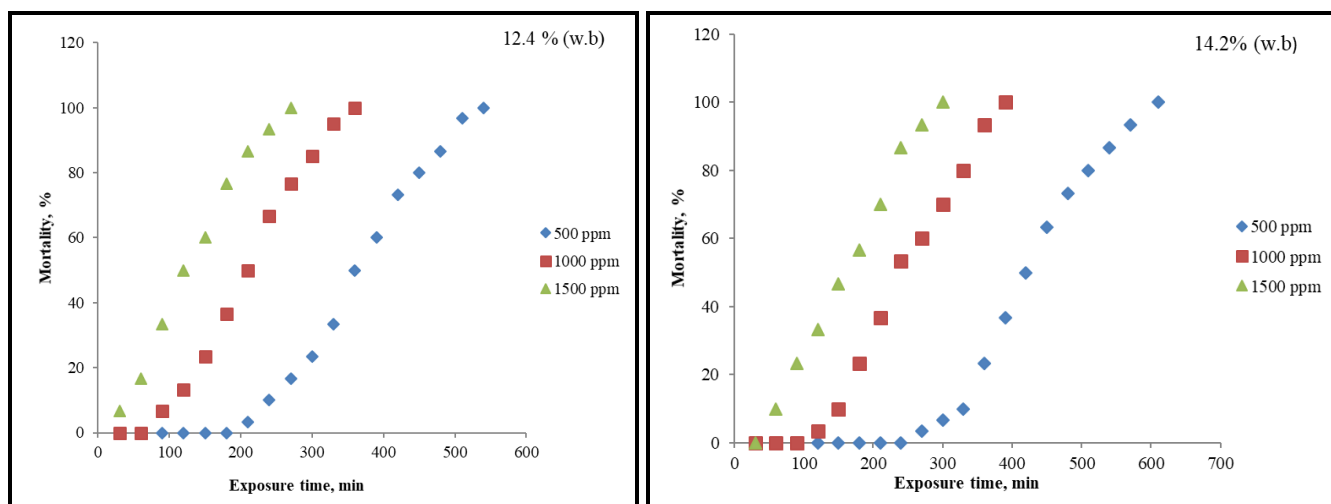 12.4 % (w.b)
120
100
80
60
40
20
0
Mortality, %
0 100 200 300 400 500 600
Exposure time, min
500 ppm
1000 ppm
1500 ppm
14.2% (w.b)
120
100
80
60
40
20
0
Mortality, %
0 100 200 300 400 500 600 700
Exposure time, min
500 ppm
1000 ppm
1500 ppm